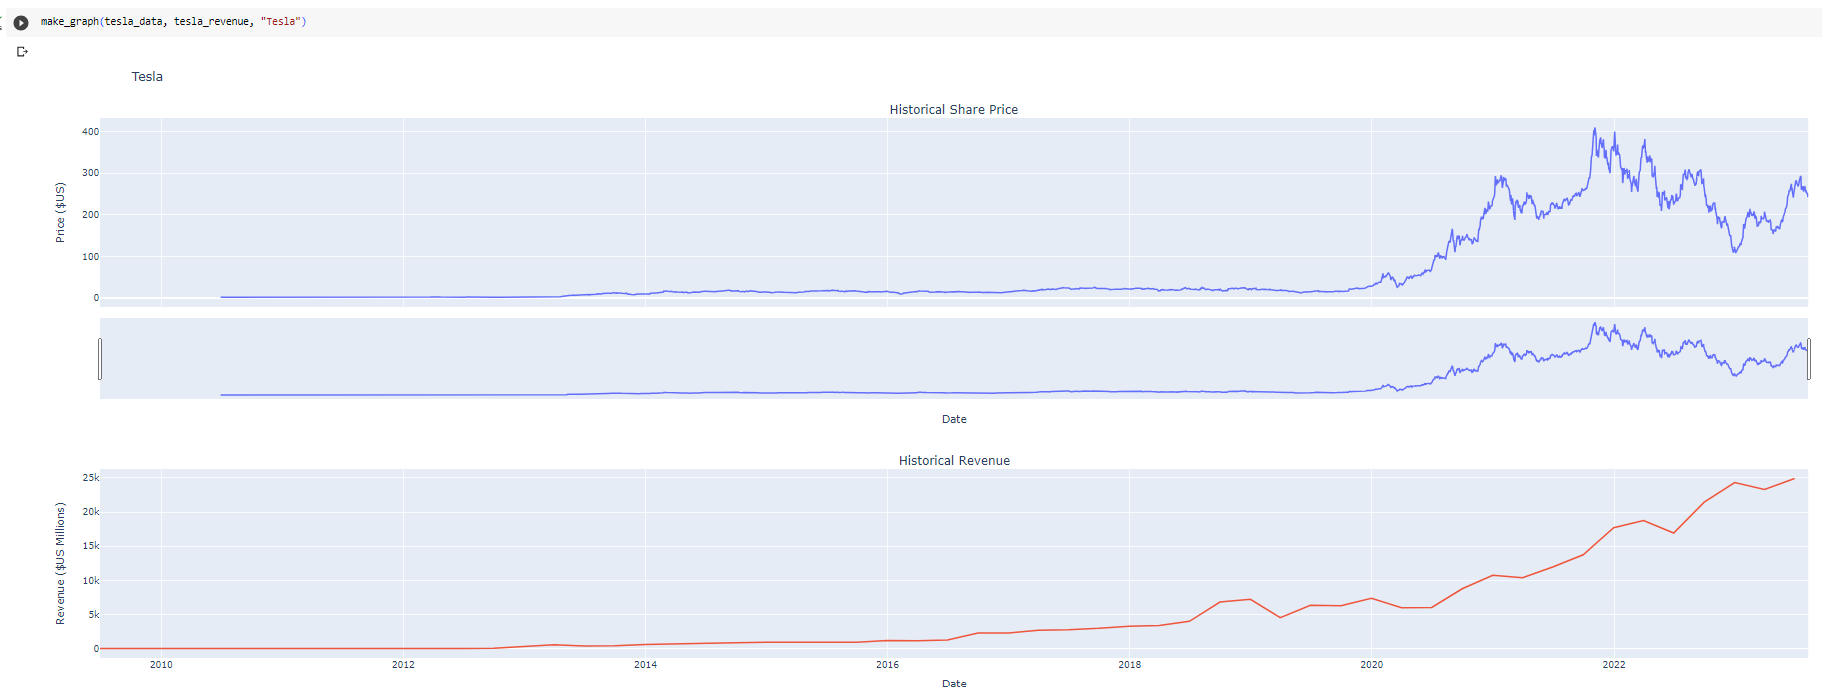 make_graph(tesla_data, tesla_revenue, "Tesla")
Tesla
Historical Share Price
400
300
200
100
0
Price ($US)
Date
Historical Revenue
25k
20k
15k
10k
5k
0
Revenue ($US Millions)
2010 2012 2014 2016 2018 2020 2022
Date